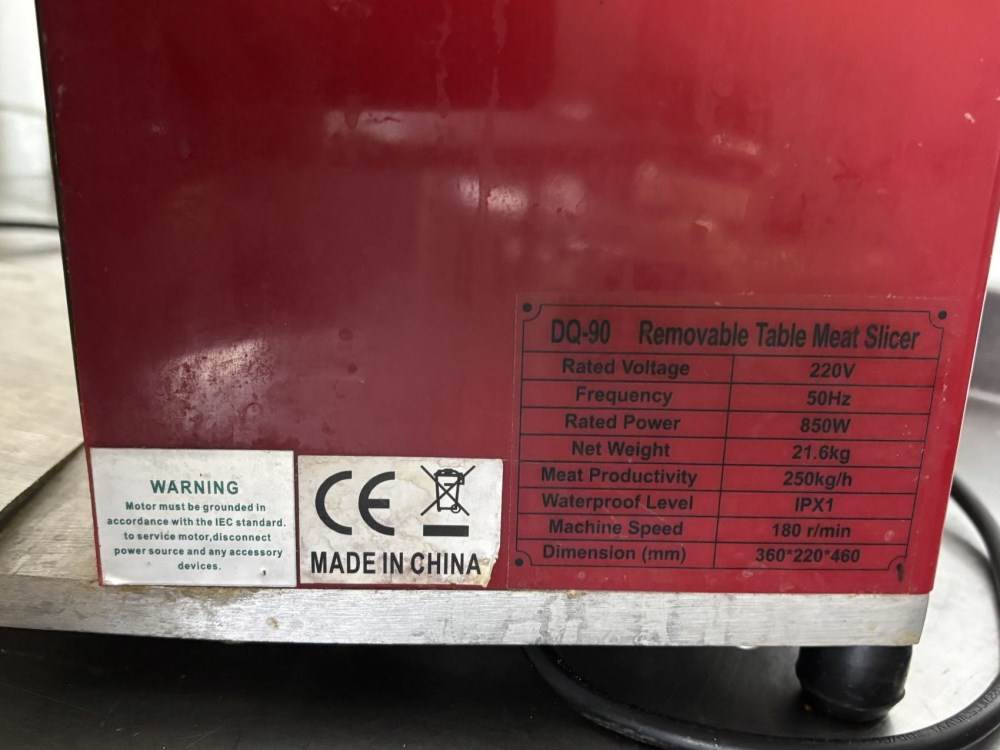 DQ-90 Removable Table Meat Slicer
Rated Voltage 220V
Frequency 50Hz
Rated Power 850W
Net Weight 21.6kg
Meat Productivity 250kg/h
Waterproof Level IPX1
Machine Speed 180 r/min
Dimension (mm) 360*220*460
WARNING
Motor must be grounded in
accordance with the IEC standard.
to service motor,disconnect
power source and any accessory
devices.
CE
MADE IN CHINA